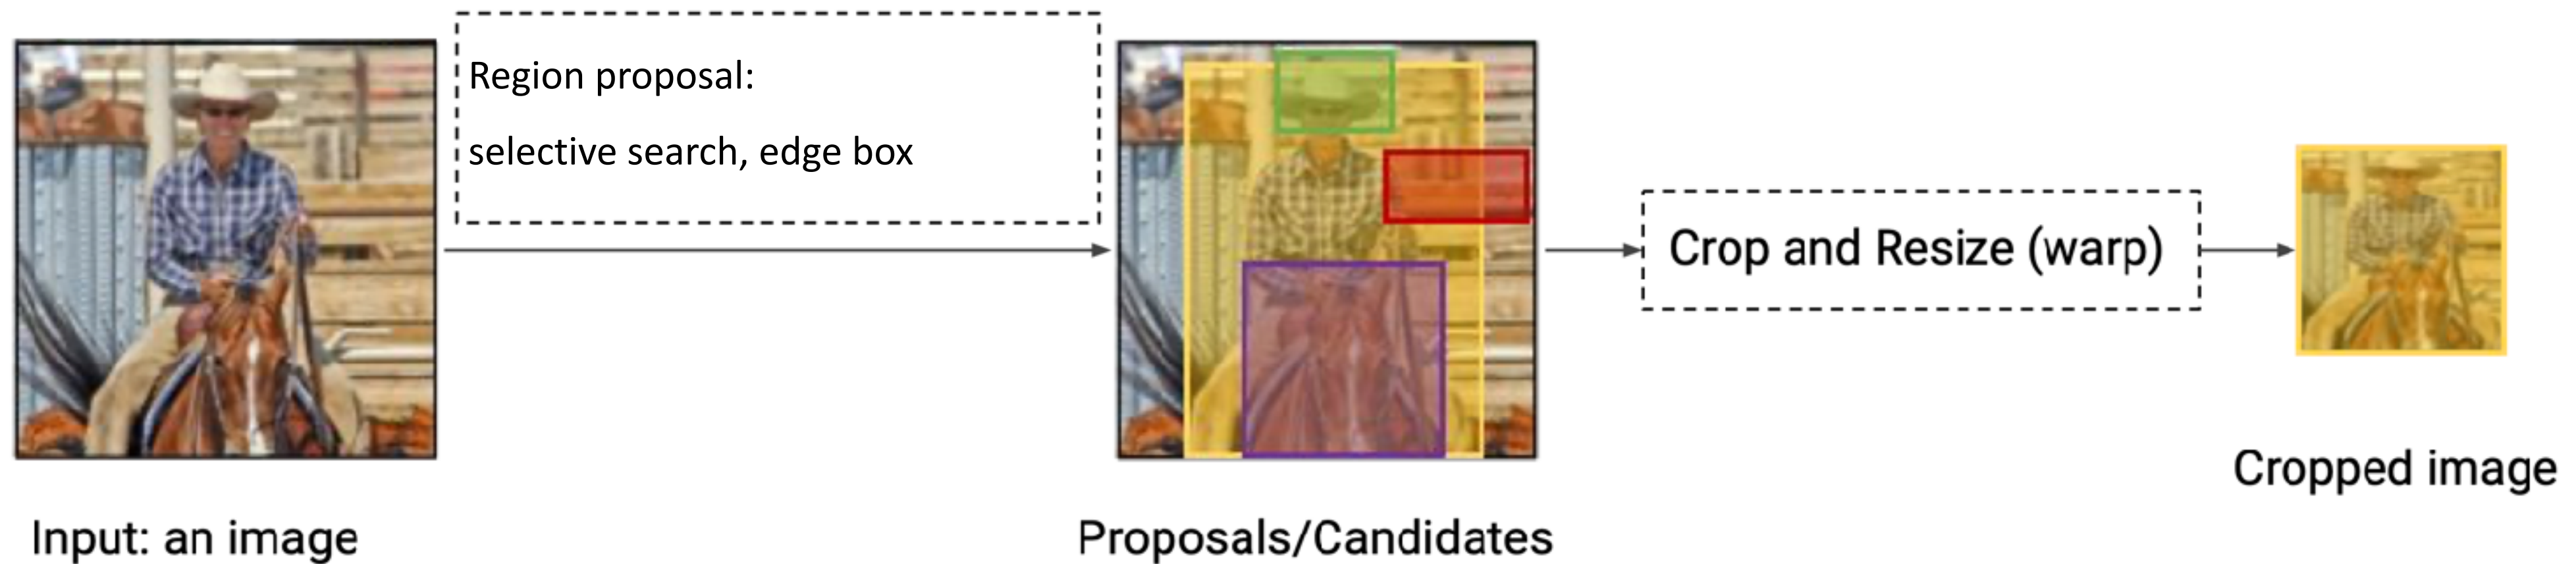 Region proposal:
selective search, edge box
Crop and Resize (warp)
Cropped image
Input: an image
Proposals/Candidates